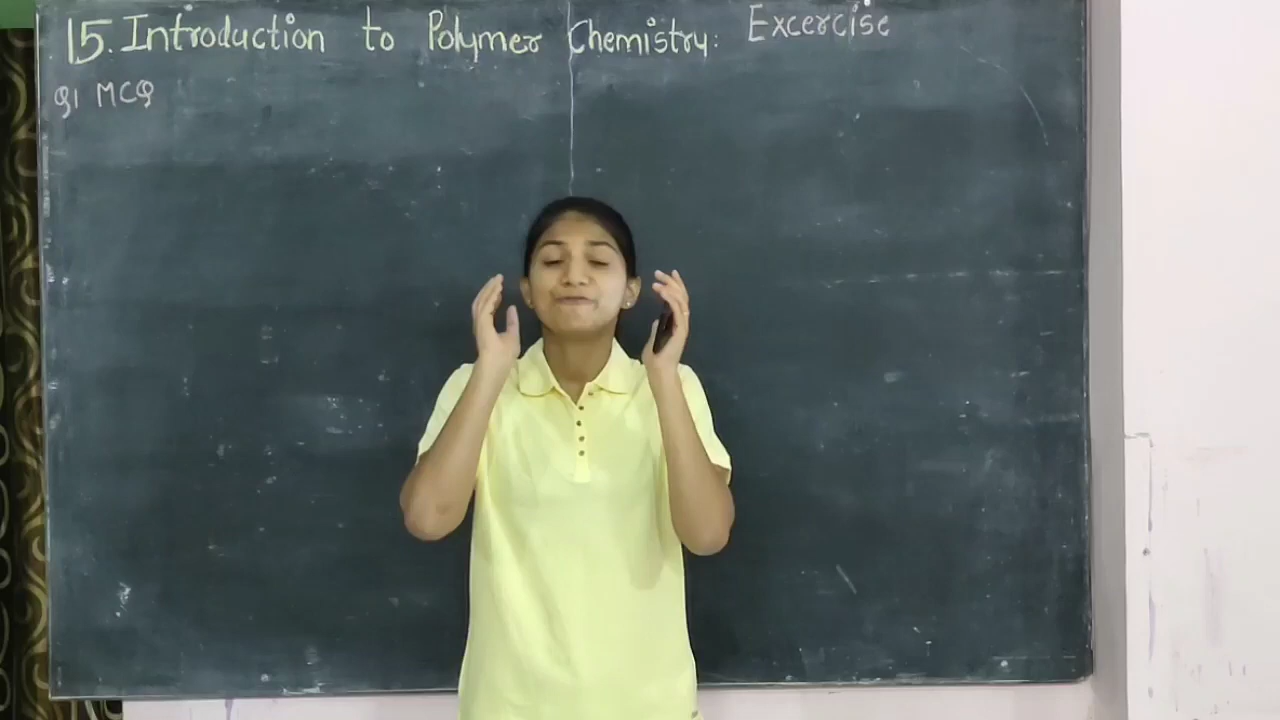 15. Introduction to Polymer Chemistry: Excercise
Q1 MCQ